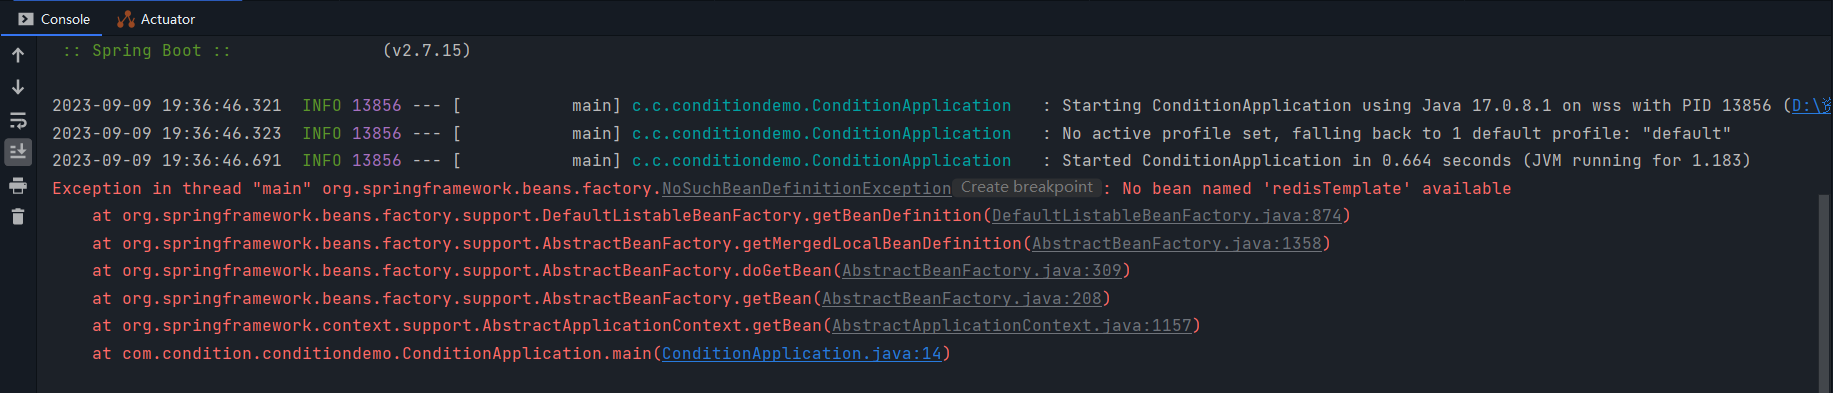 Console Actuator
:: Spring Boot :: (v2.7.15)
2023-09-09 19:36:46.321 INFO 13856 --- [ main] c.c.conditiondemo.ConditionApplication : Starting ConditionApplication using Java 17.0.8.1 on wss with PID 13856 (D:\
2023-09-09 19:36:46.323 INFO 13856 --- [ main] c.c.conditiondemo.ConditionApplication : No active profile set, falling back to 1 default profile: "default"
2023-09-09 19:36:46.691 INFO 13856 --- [ main] c.c.conditiondemo.ConditionApplication : Started ConditionApplication in 0.664 seconds (JVM running for 1.183)
Exception in thread "main" org.springframework.beans.factory.NoSuchBeanDefinitionException Create breakpoint : No bean named 'redisTemplate' available
at org.springframework.beans.factory.support.DefaultListableBeanFactory.getBeanDefinition(DefaultListableBeanFactory.java:874)
at org.springframework.beans.factory.support.AbstractBeanFactory.getMergedLocalBeanDefinition(AbstractBeanFactory.java:1358)
at org.springframework.beans.factory.support.AbstractBeanFactory.doGetBean(AbstractBeanFactory.java:309)
at org.springframework.beans.factory.support.AbstractBeanFactory.getBean(AbstractBeanFactory.java:208)
at org.springframework.context.support.AbstractApplicationContext.getBean(AbstractApplicationContext.java:1157)
at com.condition.conditiondemo.ConditionApplication.main(ConditionApplication.java:14)